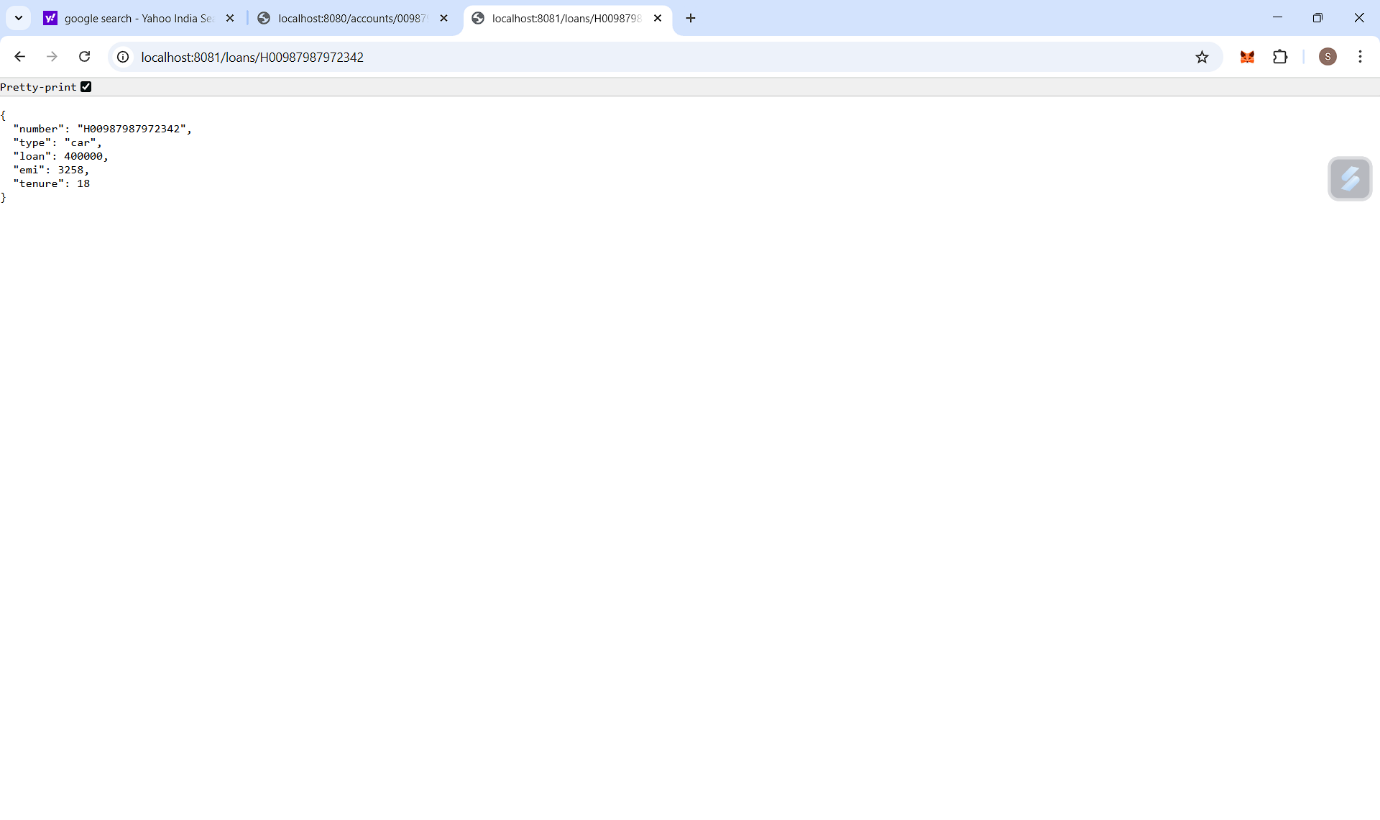 google search - Yahoo India Se
localhost:8080/accounts/00987
localhost:8081/loans/H0098798
localhost:8081/loans/H00987987972342
S
Pretty-print
{
"number": "H00987987972342",
"type": "car",
"loan": 400000,
"emi": 3258,
"tenure": 18
}